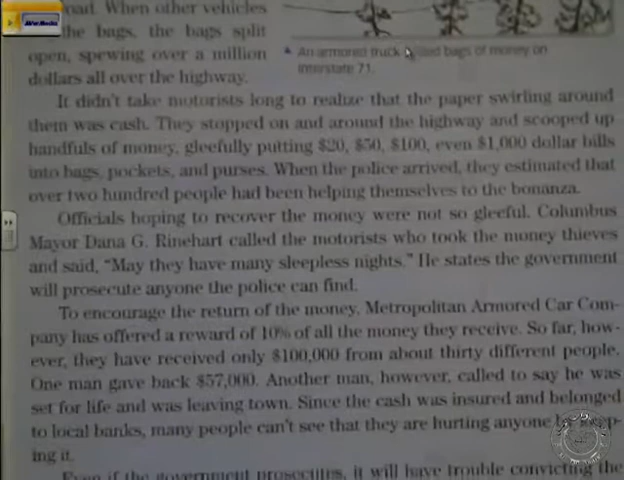 road. When other vehicles
the bags, the bags split
open, spewing over a million
dollars all over the highway.
An armored truck spilled bags of money on
Interstate 71.
It didn't take motorists long to realize that the paper swirling around
them was cash. They stopped on and around the highway and scooped up
handfuls of money, gleefully putting $20, $50, $100, even $1,000 dollar bills
into bags, pockets, and purses. When the police arrived, they estimated that
over two hundred people had been helping themselves to the bonanza.
Officials hoping to recover the money were not so gleeful. Columbus
Mayor Dana G. Rinehart called the motorists who took the money thieves
and said, "May they have many sleepless nights." He states the government
will prosecute anyone the police can find.
To encourage the return of the money, Metropolitan Armored Car Com-
pany has offered a reward of 10% of all the money they receive. So far, how-
ever, they have received only $100,000 from about thirty different people.
One man gave back $57,000. Another man, however, called to say he was
set for life and was leaving town. Since the cash was insured and belonged
to local banks, many people can't see that they are hurting anyone by keep-
ing it.
Even if the government prosecutes, it will have trouble convicting the